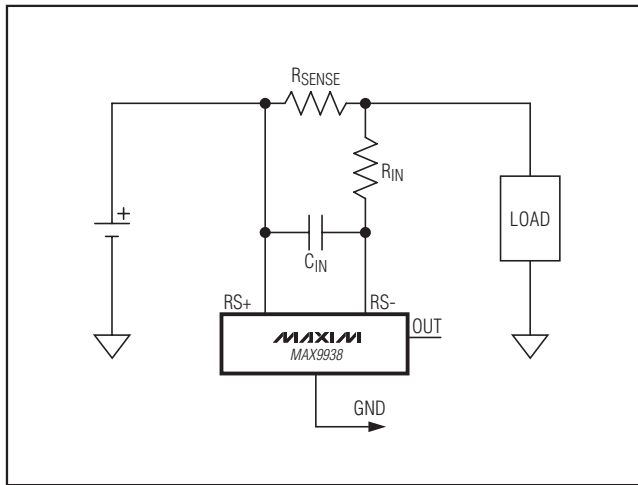 RSENSE
RIN
+
LOAD
CIN
RS+ RS-
OUT
MAXIM
MAX9938
GND